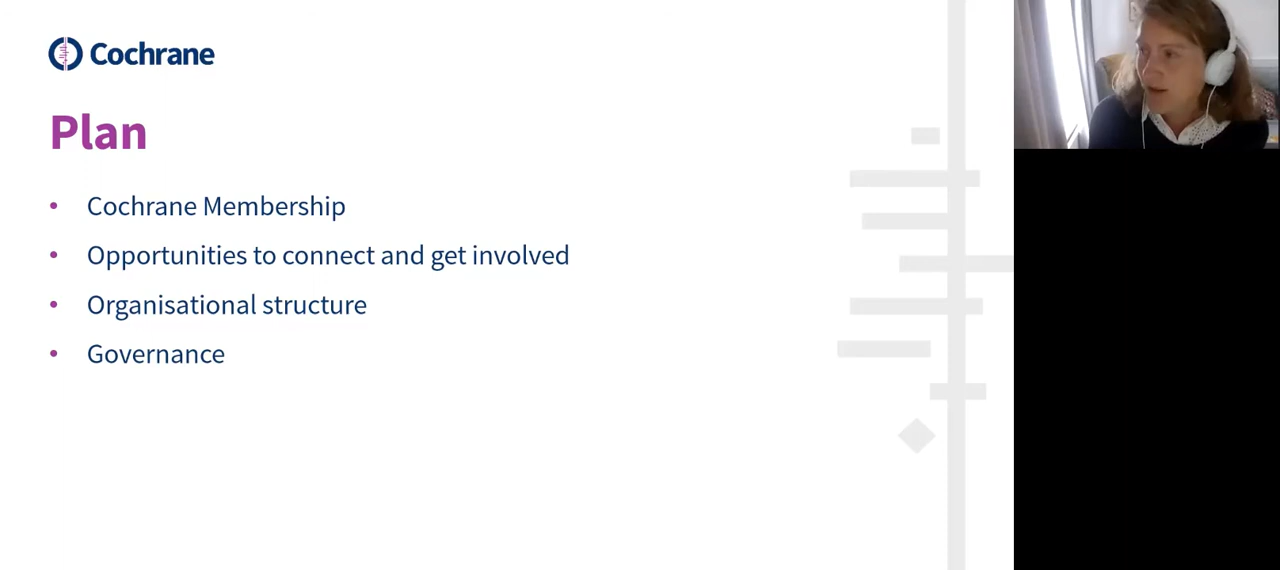 Cochrane
Plan
• Cochrane Membership
• Opportunities to connect and get involved
• Organisational structure
• Governance